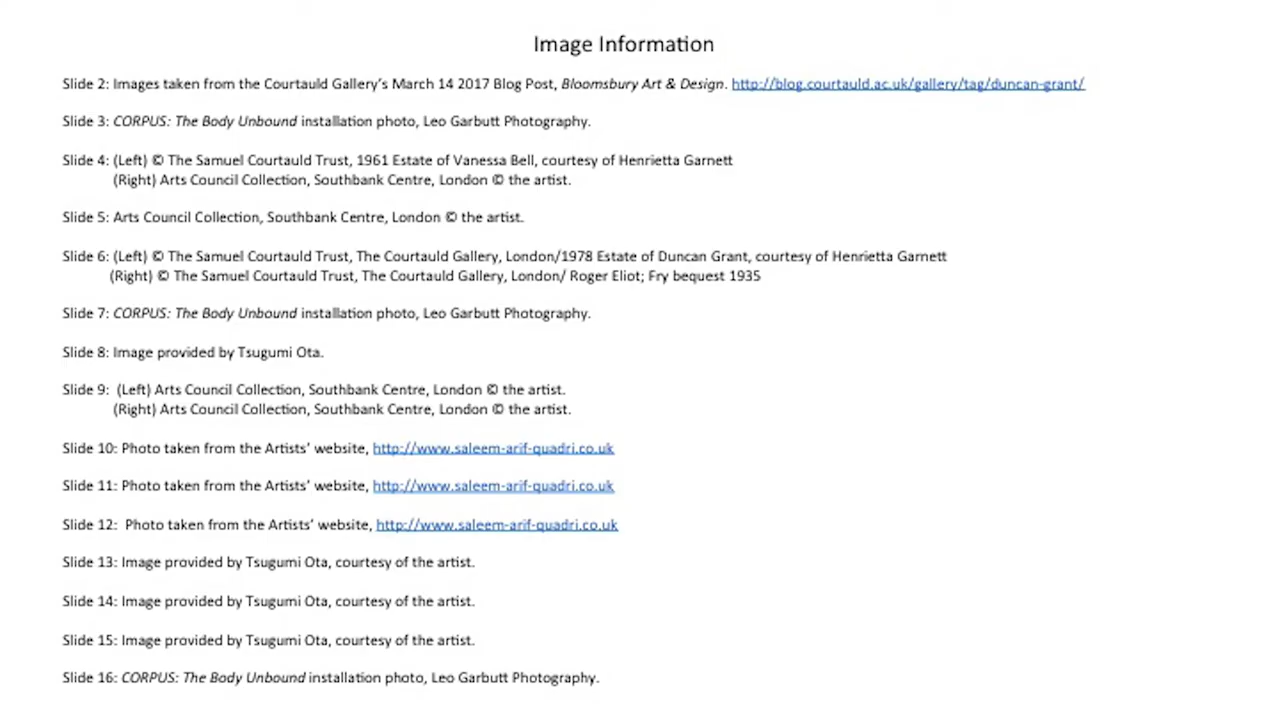 Image Information
Slide 2: Images taken from the Courtauld Gallery's March 14 2017 Blog Post, Bloomsbury Art & Design. http://blog.courtauld.ac.uk/gallery/tag/duncan-grant/
Slide 3: CORPUS: The Body Unbound installation photo, Leo Garbutt Photography.
Slide 4: (Left) © The Samuel Courtauld Trust, 1961 Estate of Vanessa Bell, courtesy of Henrietta Garnett
(Right) Arts Council Collection, Southbank Centre, London © the artist.
Slide 5: Arts Council Collection, Southbank Centre, London © the artist.
Slide 6: (Left) © The Samuel Courtauld Trust, The Courtauld Gallery, London/1978 Estate of Duncan Grant, courtesy of Henrietta Garnett
(Right) © The Samuel Courtauld Trust, The Courtauld Gallery, London/ Roger Eliot; Fry bequest 1935
Slide 7: CORPUS: The Body Unbound installation photo, Leo Garbutt Photography.
Slide 8: Image provided by Tsugumi Ota.
Slide 9: (Left) Arts Council Collection, Southbank Centre, London © the artist.
(Right) Arts Council Collection, Southbank Centre, London © the artist.
Slide 10: Photo taken from the Artists' website, http://www.saleem-arif-quadri.co.uk
Slide 11: Photo taken from the Artists' website, http://www.saleem-arif-quadri.co.uk
Slide 12: Photo taken from the Artists' website, http://www.saleem-arif-quadri.co.uk
Slide 13: Image provided by Tsugumi Ota, courtesy of the artist.
Slide 14: Image provided by Tsugumi Ota, courtesy of the artist.
Slide 15: Image provided by Tsugumi Ota, courtesy of the artist.
Slide 16: CORPUS: The Body Unbound installation photo, Leo Garbutt Photography.